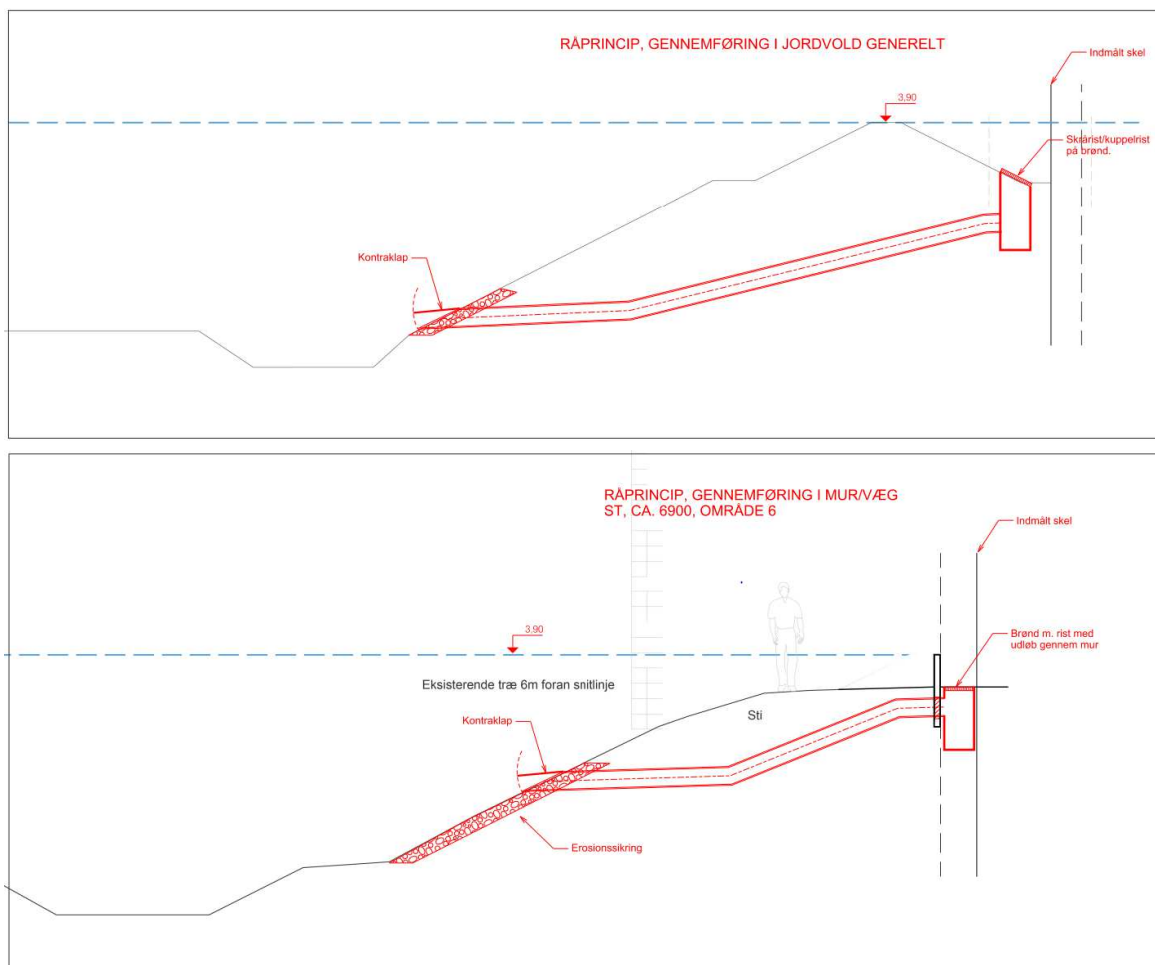 RÅPRINCIP, GENNEMFØRING I JORDVOLD GENERELT
Indmålt skel
3.90
Skrårist/kuppelrist
på brønd.
Kontraklap
RÅPRINCIP, GENNEMFØRING I MUR/VÆG
ST, CA. 6900, OMRÅDE 6
Indmålt skel
3.90
Brønd m. rist med
udløb gennem mur
Eksisterende træ 6m foran snitlinje
Kontraklap
Sti
Erosionssikring